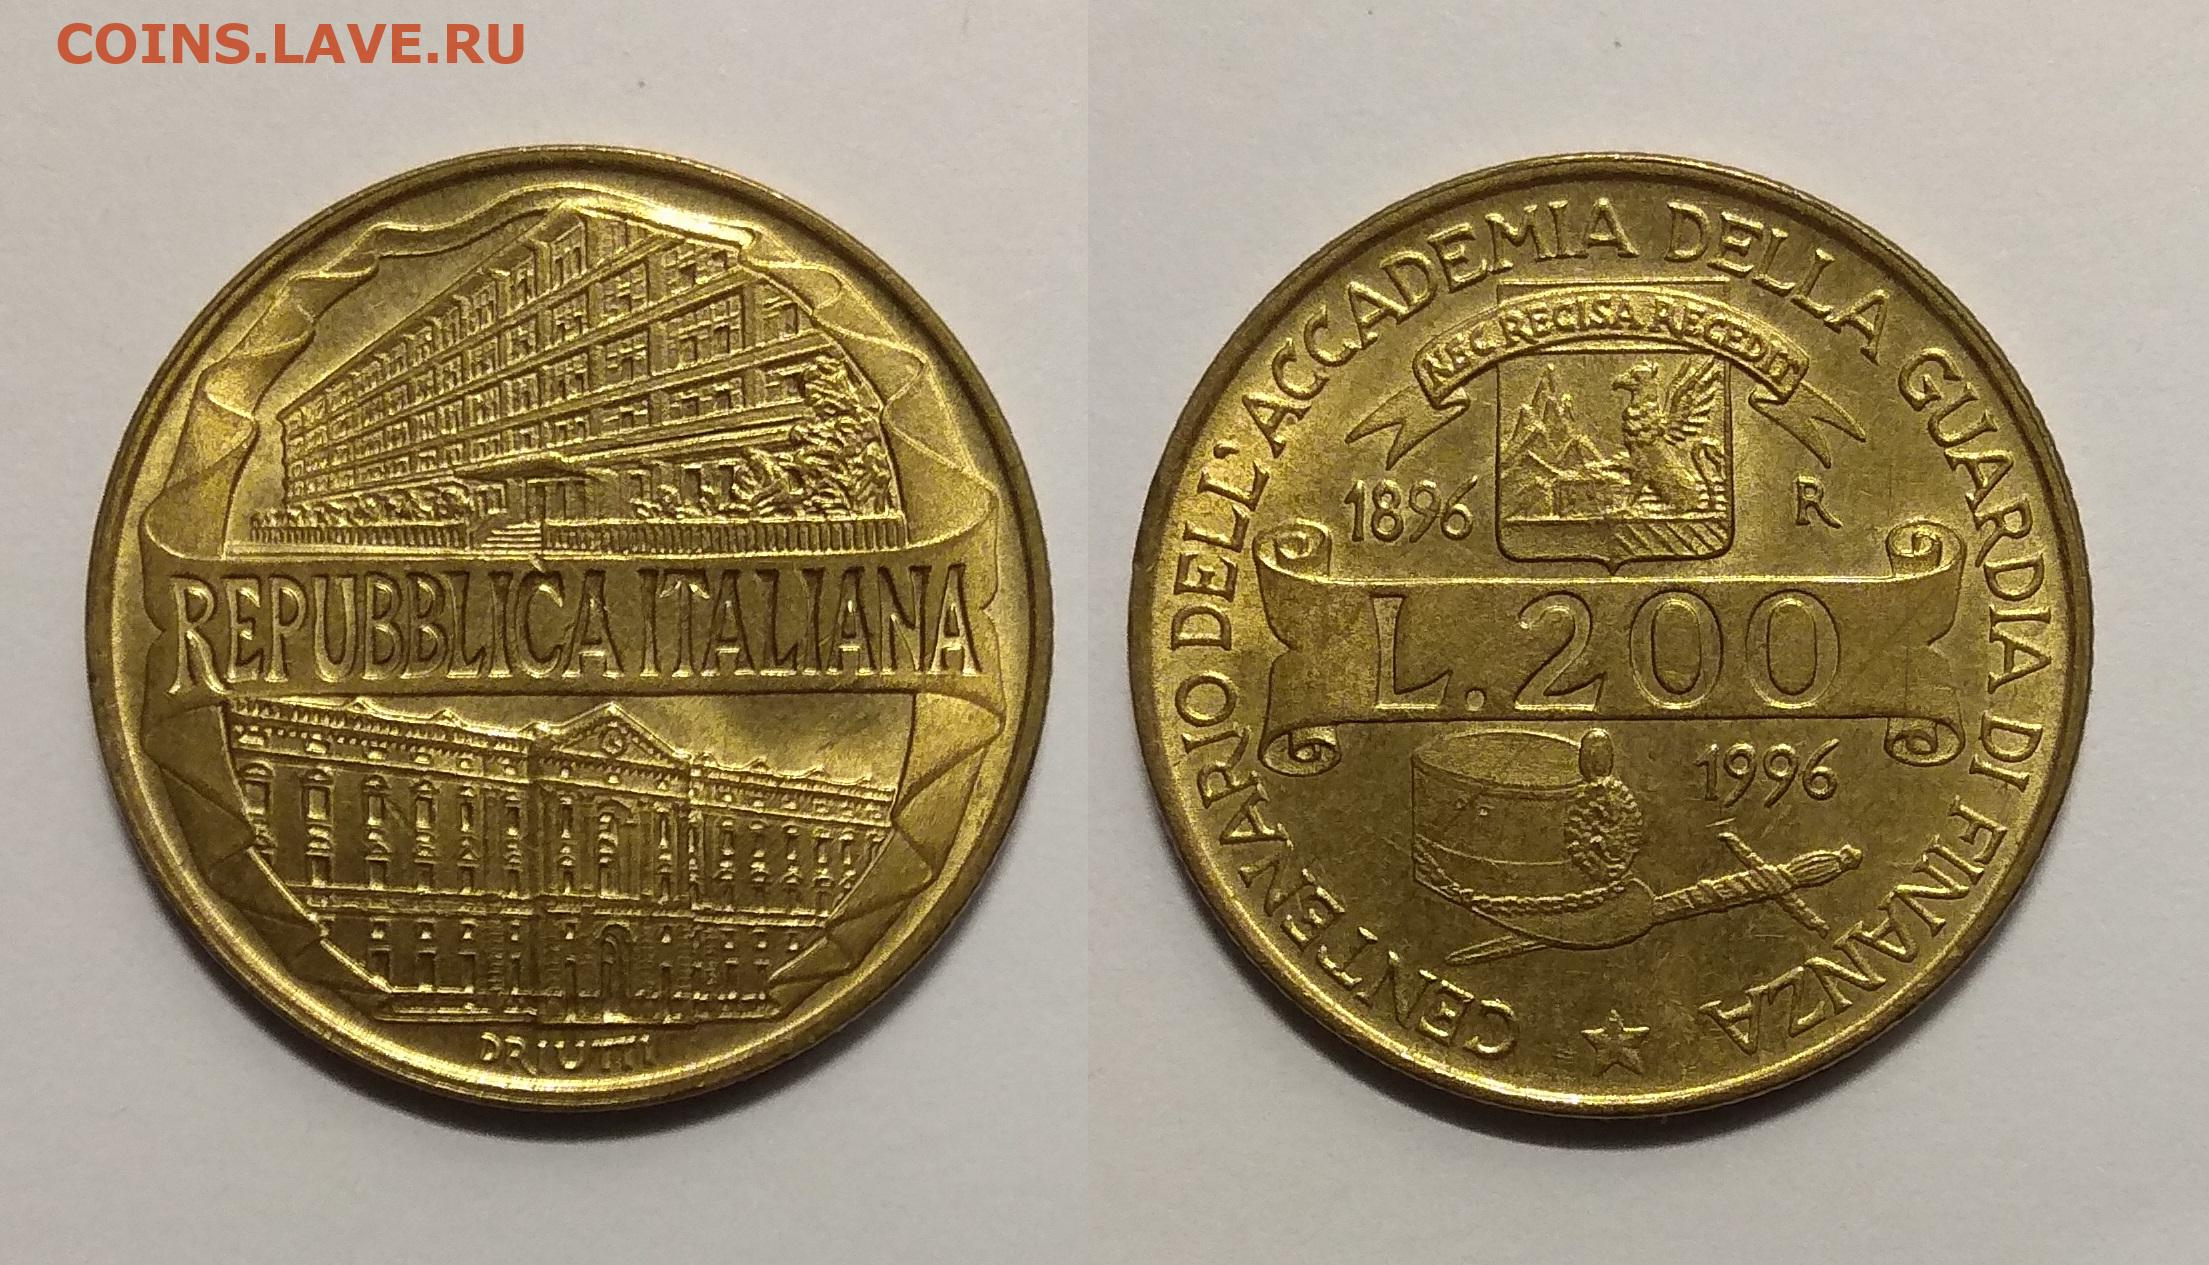 COINS.LAVE.RU
REPUBBLICA ITALIANA
DRIUTTI
CENTENARIO DELL'ACCADEMIA DELLA GUARDIA DI FINANZA
NEC RECISA RECEDIT
1896 R
L.200
1996